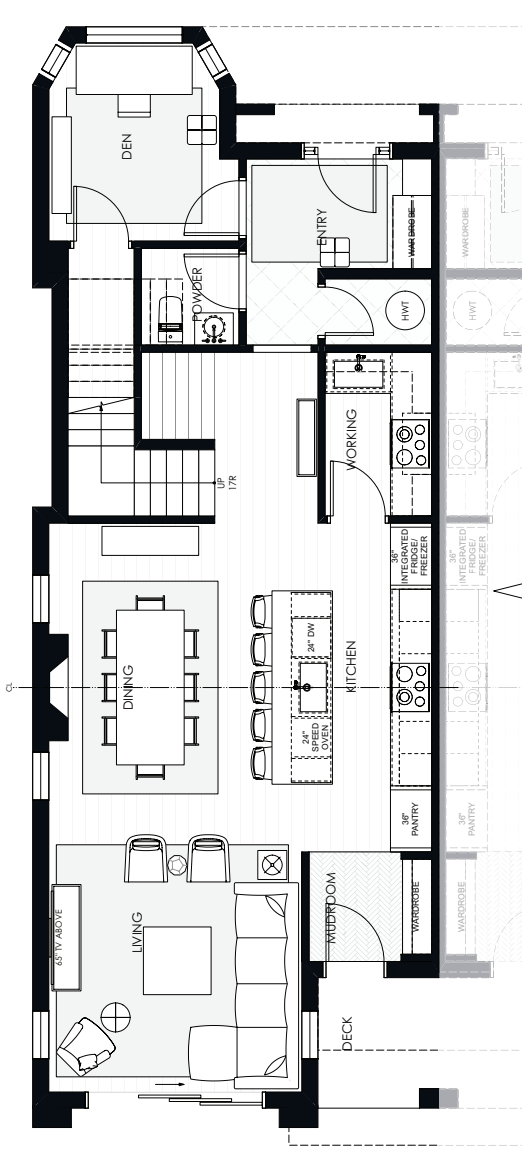 DEN
ENTRY
WARDROBE
WARDROBE
POWDER
HWT
HWT
WORKING
UP
17R
36"
INTEGRATED
FRIDGE/
FREEZER
36"
INTEGRATED
FRIDGE/
FREEZER
24" DW
DINING
KITCHEN
CL
24"
SPEED
OVEN
36"
PANTRY
36"
PANTRY
MUDROOM
WARDROBE
WARDROBE
LIVING
65" TV ABOVE
DECK